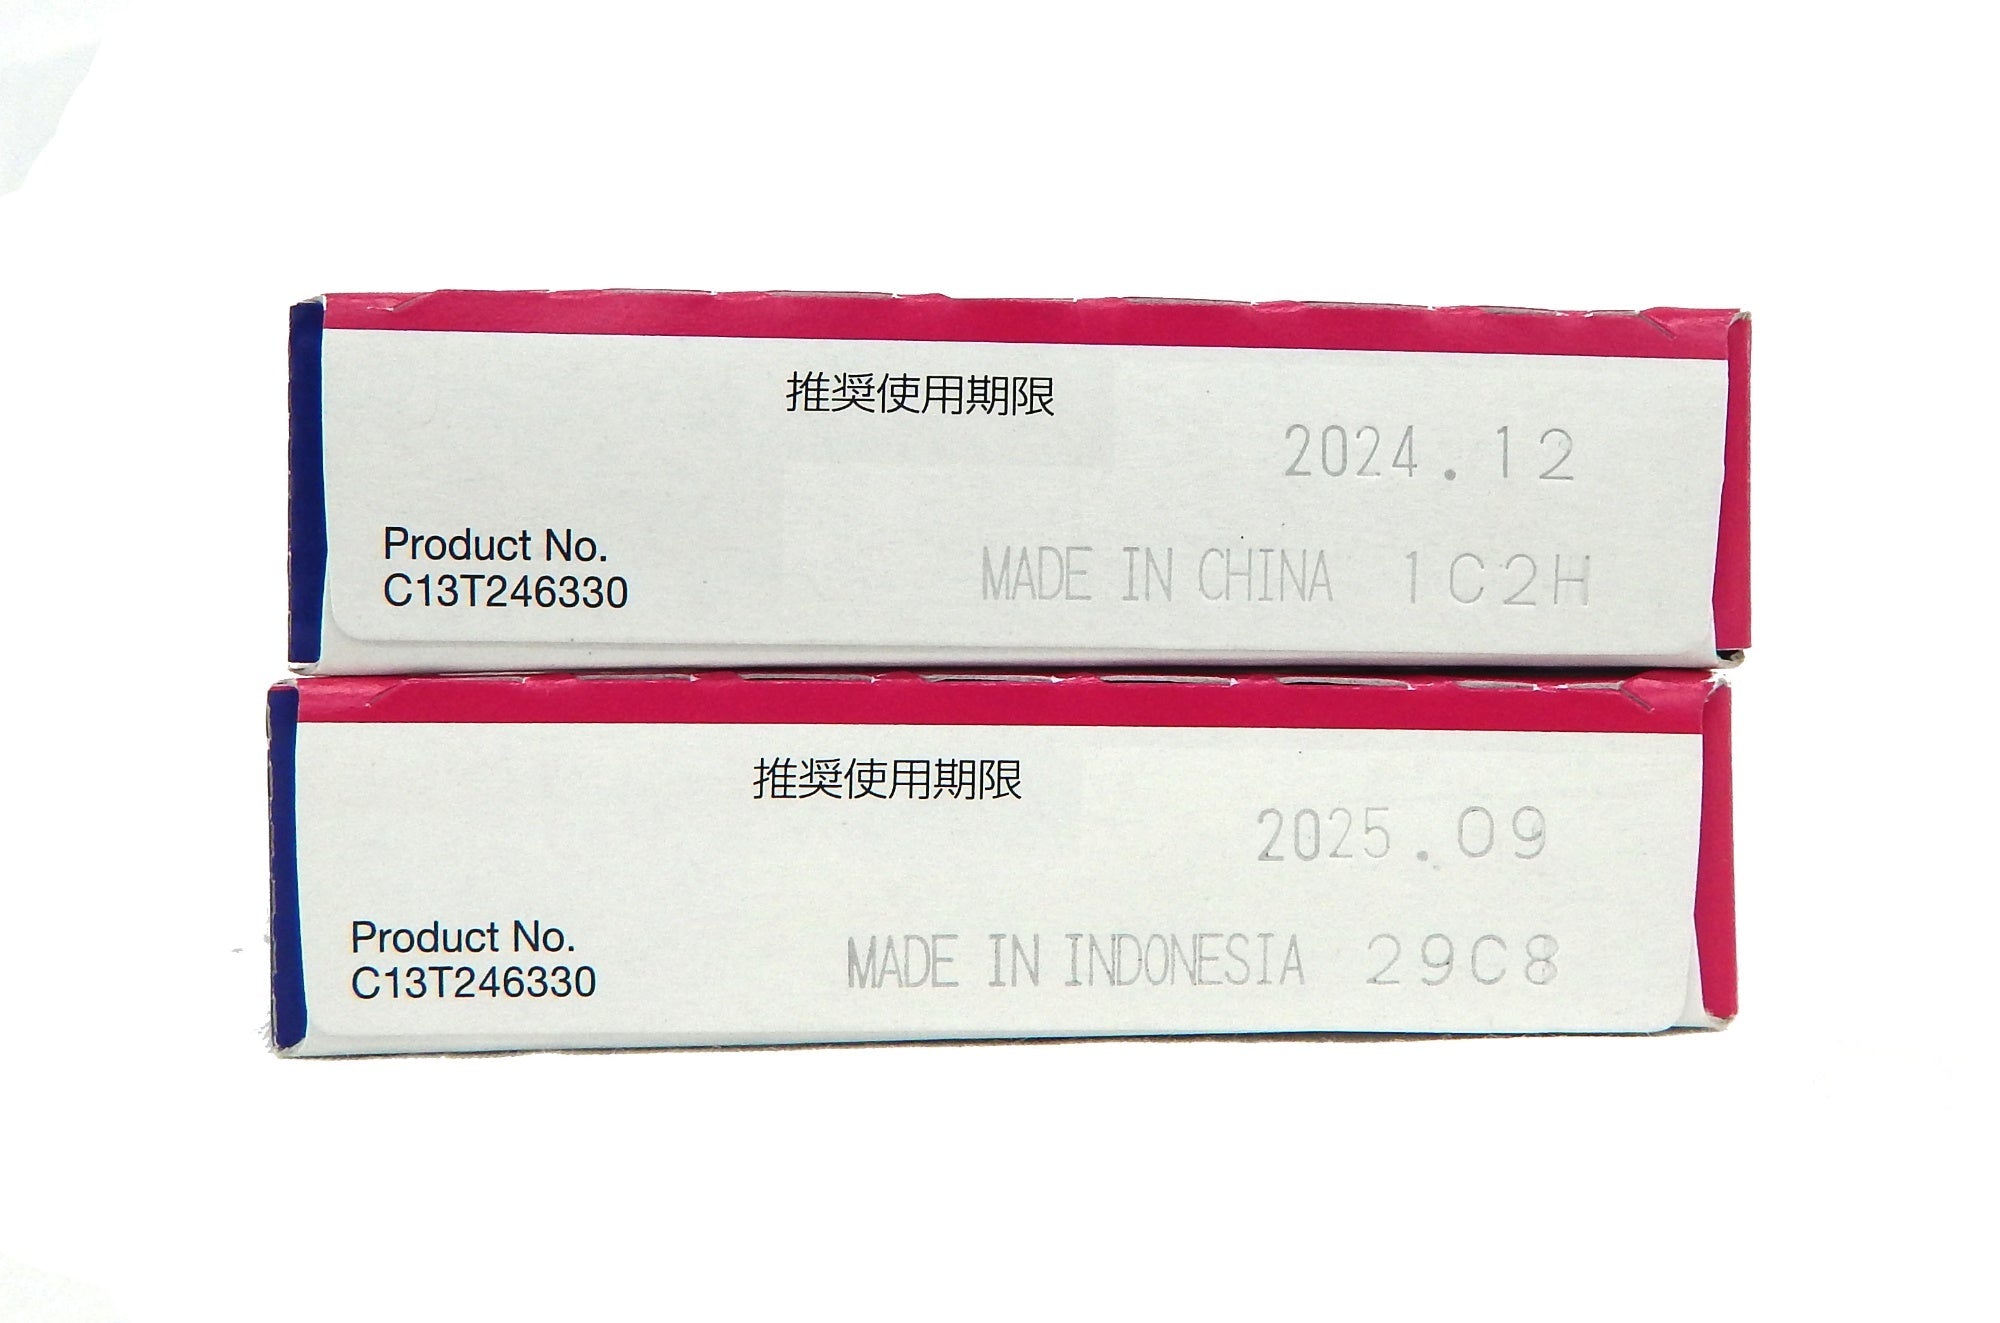 推奨使用期限
2024.12
Product No.
C13T246330
MADE IN CHINA 1C2H
推奨使用期限
2025.09
Product No.
C13T246330
MADE IN INDONESIA 29C8